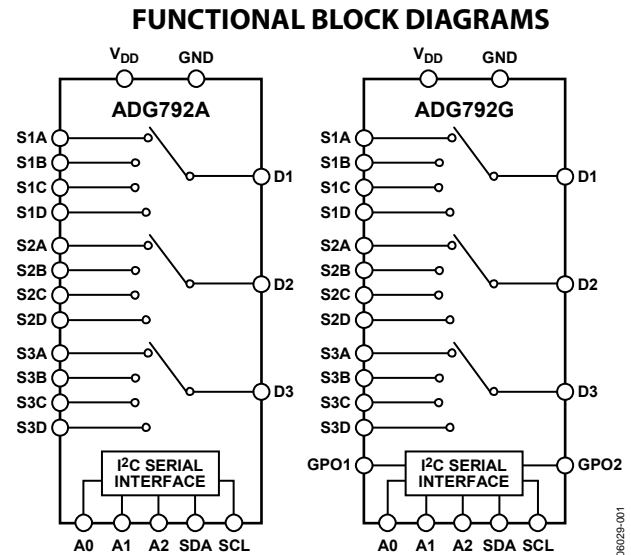 FUNCTIONAL BLOCK DIAGRAMS
VDD GND
ADG792A
S1A
S1B
S1C
S1D
S2A
S2B
S2C
S2D
S3A
S3B
S3C
S3D
D1
D2
D3
I2C SERIAL
INTERFACE
A0 A1 A2 SDA SCL
VDD GND
ADG792G
S1A
S1B
S1C
S1D
S2A
S2B
S2C
S2D
S3A
S3B
S3C
S3D
D1
D2
D3
GPO1
I2C SERIAL
INTERFACE
GPO2
A0 A1 A2 SDA SCL
06029-001